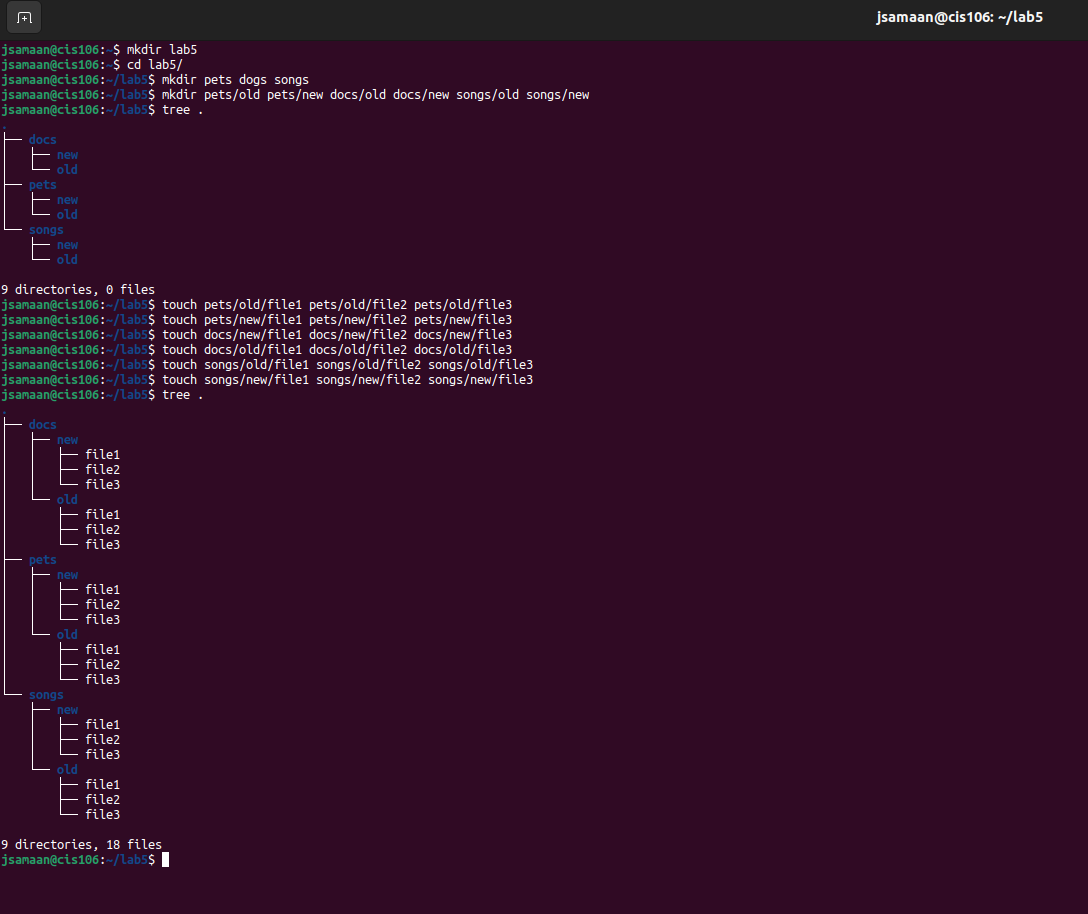 jsamaan@cis106: ~/lab5
jsamaan@cis106:~$ mkdir lab5
jsamaan@cis106:~$ cd lab5/
jsamaan@cis106:~/lab5$ mkdir pets dogs songs
jsamaan@cis106:~/lab5$ mkdir pets/old pets/new docs/old docs/new songs/old songs/new
jsamaan@cis106:~/lab5$ tree .
.
├── docs
│   ├── new
│   └── old
├── pets
│   ├── new
│   └── old
└── songs
    ├── new
    └── old
9 directories, 0 files
jsamaan@cis106:~/lab5$ touch pets/old/file1 pets/old/file2 pets/old/file3
jsamaan@cis106:~/lab5$ touch pets/new/file1 pets/new/file2 pets/new/file3
jsamaan@cis106:~/lab5$ touch docs/new/file1 docs/new/file2 docs/new/file3
jsamaan@cis106:~/lab5$ touch docs/old/file1 docs/old/file2 docs/old/file3
jsamaan@cis106:~/lab5$ touch songs/old/file1 songs/old/file2 songs/old/file3
jsamaan@cis106:~/lab5$ touch songs/new/file1 songs/new/file2 songs/new/file3
jsamaan@cis106:~/lab5$ tree .
.
├── docs
│   ├── new
│   │   ├── file1
│   │   ├── file2
│   │   └── file3
│   └── old
│       ├── file1
│       ├── file2
│       └── file3
├── pets
│   ├── new
│   │   ├── file1
│   │   ├── file2
│   │   └── file3
│   └── old
│       ├── file1
│       ├── file2
│       └── file3
└── songs
    ├── new
    │   ├── file1
    │   ├── file2
    │   └── file3
    └── old
        ├── file1
        ├── file2
        └── file3
9 directories, 18 files
jsamaan@cis106:~/lab5$